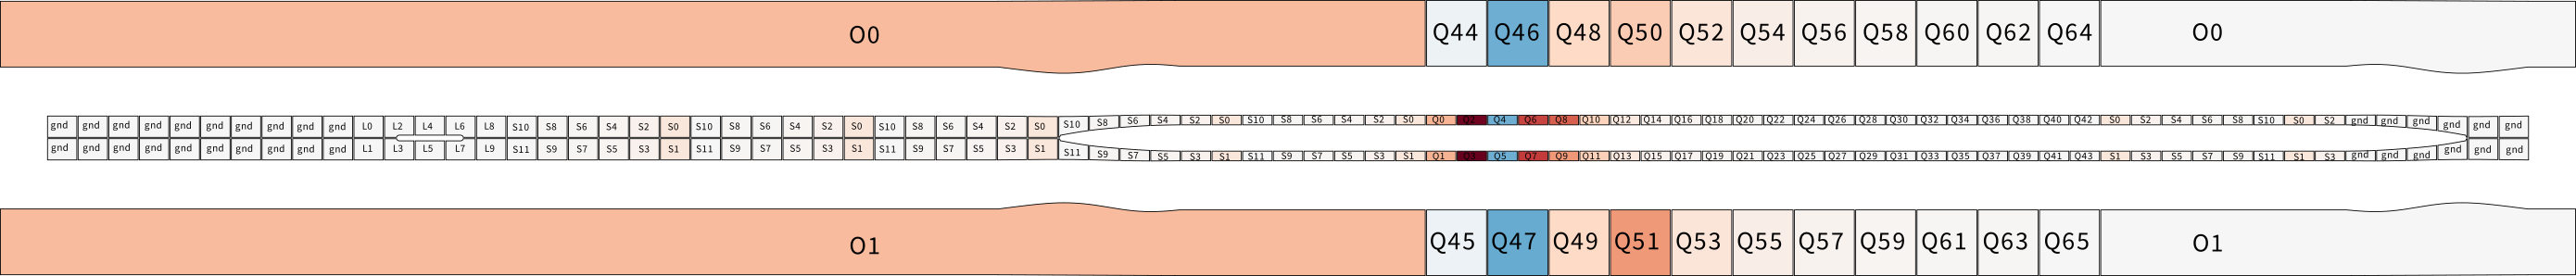 O0 Q44 Q46 Q48 Q50 Q52 Q54 Q56 Q58 Q60 Q62 Q64 O0
gnd gnd gnd gnd gnd gnd gnd gnd gnd gnd L0 L2 L4 L6 L8 S10 S8 S6 S4 S2 S0 S10 S8 S6 S4 S2 S0 S10 S8 S6 S4 S2 S0 S10 S8 S6 S4 S2 S0 S10 S8 S6 S4 S2 S0 Q0 Q2 Q4 Q6 Q8 Q10 Q12 Q14 Q16 Q18 Q20 Q22 Q24 Q26 Q28 Q30 Q32 Q34 Q36 Q38 Q40 Q42 S0 S2 S4 S6 S8 S10 S0 S2 gnd gnd gnd gnd gnd gnd
gnd gnd gnd gnd gnd gnd gnd gnd gnd gnd L1 L3 L5 L7 L9 S11 S9 S7 S5 S3 S1 S11 S9 S7 S5 S3 S1 S11 S9 S7 S5 S3 S1 S11 S9 S7 S5 S3 S1 S11 S9 S7 S5 S3 S1 Q1 Q3 Q5 Q7 Q9 Q11 Q13 Q15 Q17 Q19 Q21 Q23 Q25 Q27 Q29 Q31 Q33 Q35 Q37 Q39 Q41 Q43 S1 S3 S5 S7 S9 S11 S1 S3 gnd gnd gnd gnd gnd gnd
O1 Q45 Q47 Q49 Q51 Q53 Q55 Q57 Q59 Q61 Q63 Q65 O1